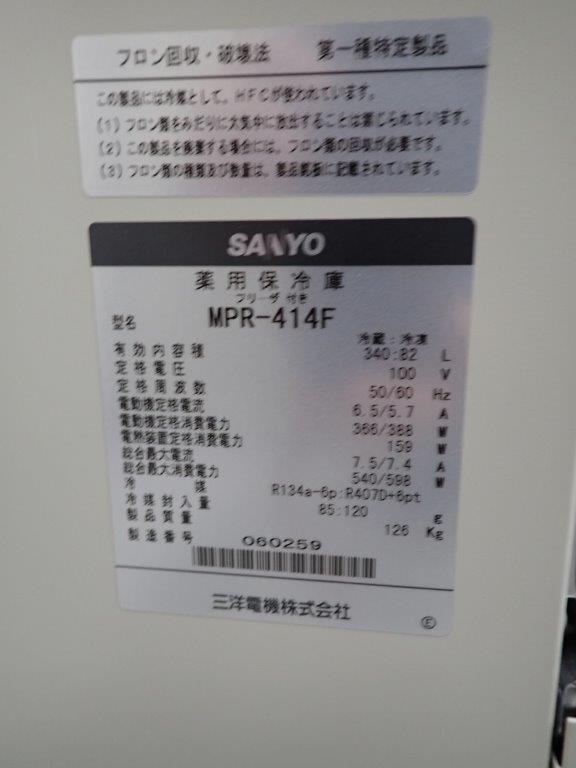 フロン回収・破壊法　第一種特定製品
この製品には冷媒として、HFCが使われています。
(1) フロン類をみだりに大気中に放出することは禁じられています。
(2) この製品を廃棄する場合には、フロン類の回収が必要です。
(3) フロン類の種類及び数量は、製品銘板に記載されています。
SANYO
薬用保冷庫
フリーザ付き
型名 MPR-414F
冷蔵:冷凍
有効内容積 340:82 L
定格電圧 100 V
定格周波数 50/60 Hz
電動機定格電流 6.5/5.7 A
電動機定格消費電力 366/388 W
電熱装置定格消費電力 159 W
総合最大電流 7.5/7.4 A
総合最大消費電力 540/598 W
冷媒 R134a-6p:R407D+6pt
冷媒封入量 85:120 g
製品質量 126 Kg
製造番号 060259
三洋電機株式会社 Ⓔ